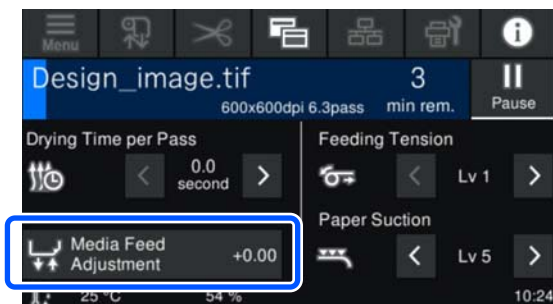 Menu
Design_image.tif
3
600x600dpi 6.3pass
min rem.
Pause
Drying Time per Pass
0.0
second
Feeding Tension
Lv 1
Media Feed
Adjustment
+0.00
Paper Suction
Lv 5
25 °C
54 %
10:24